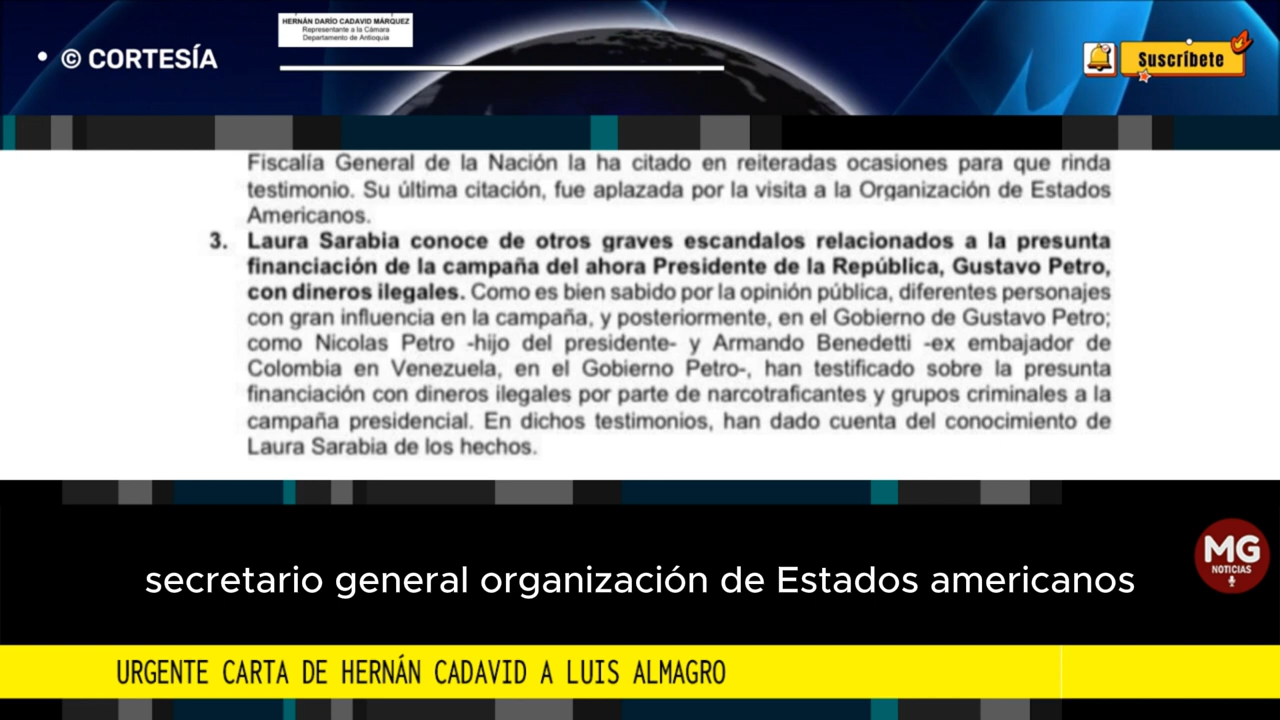 HERNÁN DARÍO CADAVID MÁRQUEZ
Representante a la Cámara
Departamento de Antioquia
• © CORTESÍA
Suscríbete
Fiscalía General de la Nación la ha citado en reiteradas ocasiones para que rinda
testimonio. Su última citación, fue aplazada por la visita a la Organización de Estados
Americanos.
3. Laura Sarabia conoce de otros graves escandalos relacionados a la presunta
financiación de la campaña del ahora Presidente de la República, Gustavo Petro,
con dineros ilegales. Como es bien sabido por la opinión pública, diferentes personajes
con gran influencia en la campaña, y posteriormente, en el Gobierno de Gustavo Petro;
como Nicolas Petro -hijo del presidente- y Armando Benedetti -ex embajador de
Colombia en Venezuela, en el Gobierno Petro-, han testificado sobre la presunta
financiación con dineros ilegales por parte de narcotraficantes y grupos criminales a la
campaña presidencial. En dichos testimonios, han dado cuenta del conocimiento de
Laura Sarabia de los hechos.
MG
NOTICIAS
secretario general organización de Estados americanos
URGENTE CARTA DE HERNÁN CADAVID A LUIS ALMAGRO